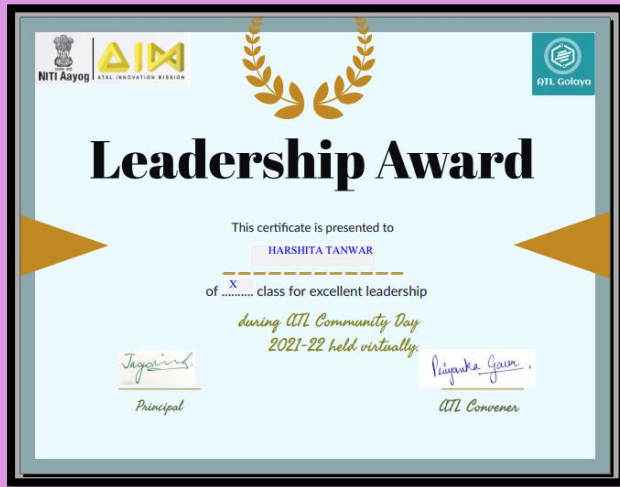 NITI Aayog
AIM
ATAL INNOVATION MISSION
ATL Golaya
Leadership Award
This certificate is presented to
HARSHITA TANWAR
of ..X........ class for excellent leadership
during ATL Community Day
2021-22 held virtually.
Priyanka Gaur.
Principal
ATL Convener